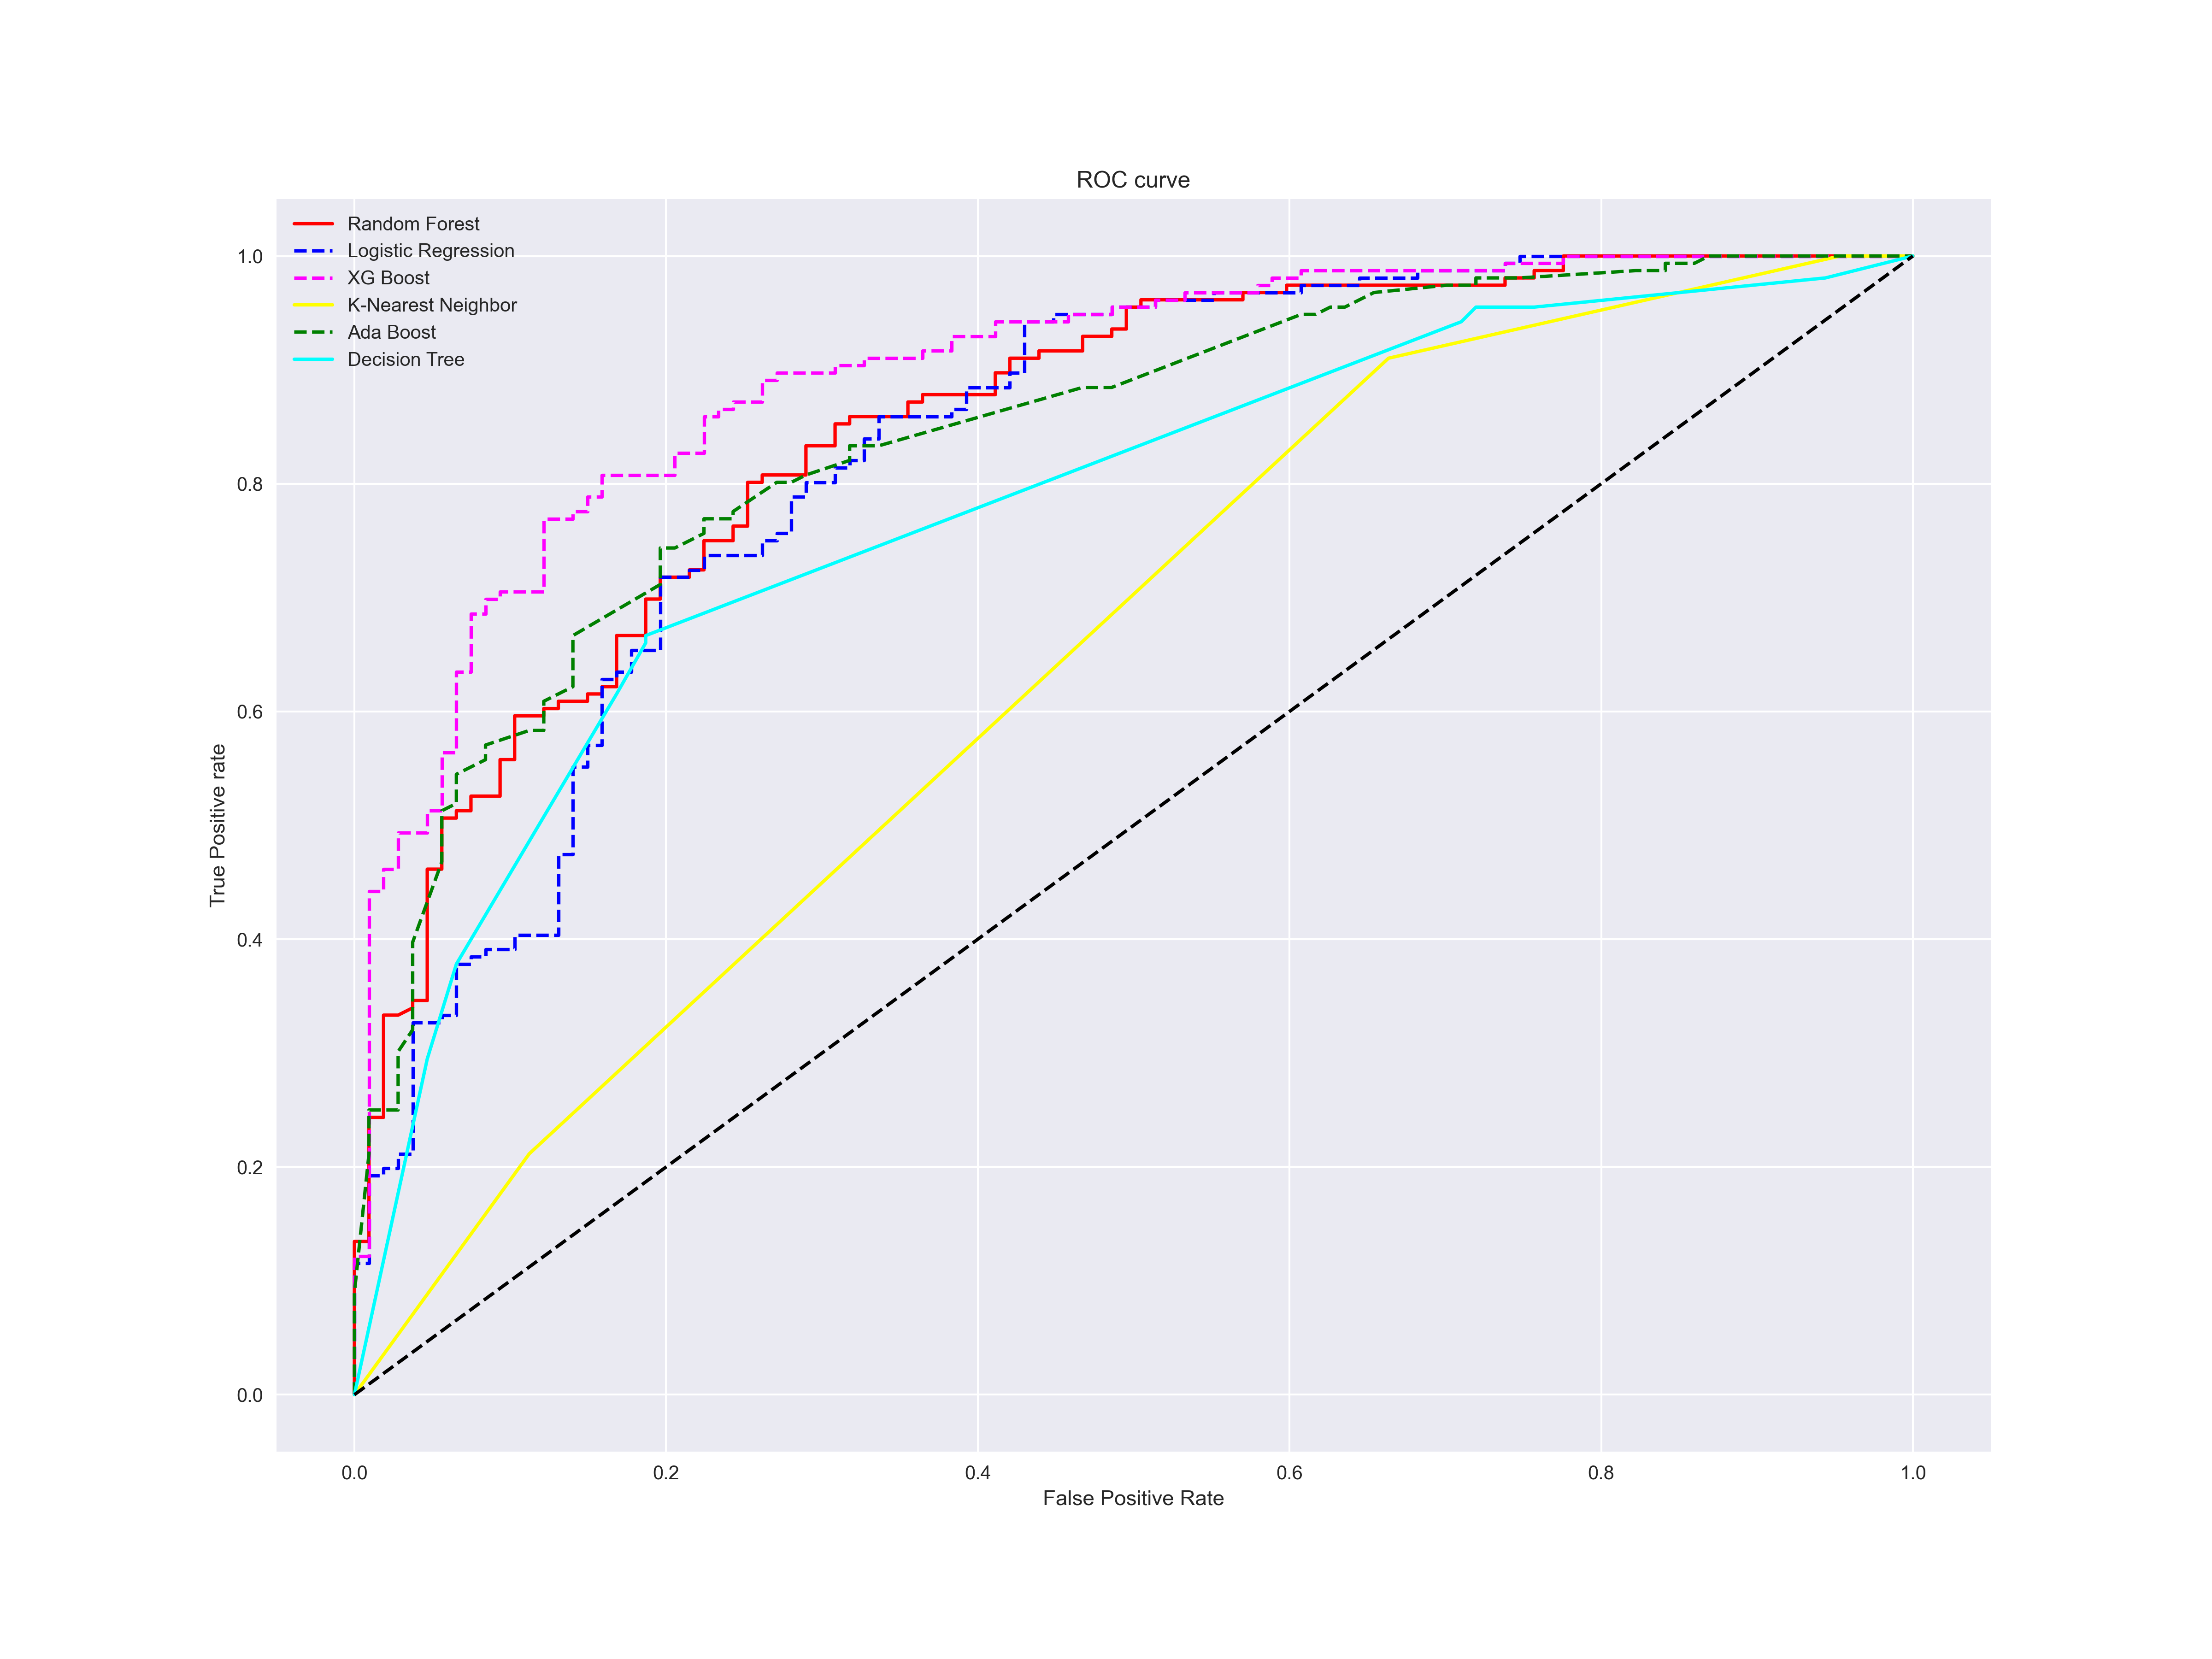 ROC curve
Random Forest
Logistic Regression
XG Boost
K-Nearest Neighbor
Ada Boost
Decision Tree
1.0
0.8
0.6
0.4
0.2
0.0
True Positive rate
0.0 0.2 0.4 0.6 0.8 1.0
False Positive Rate